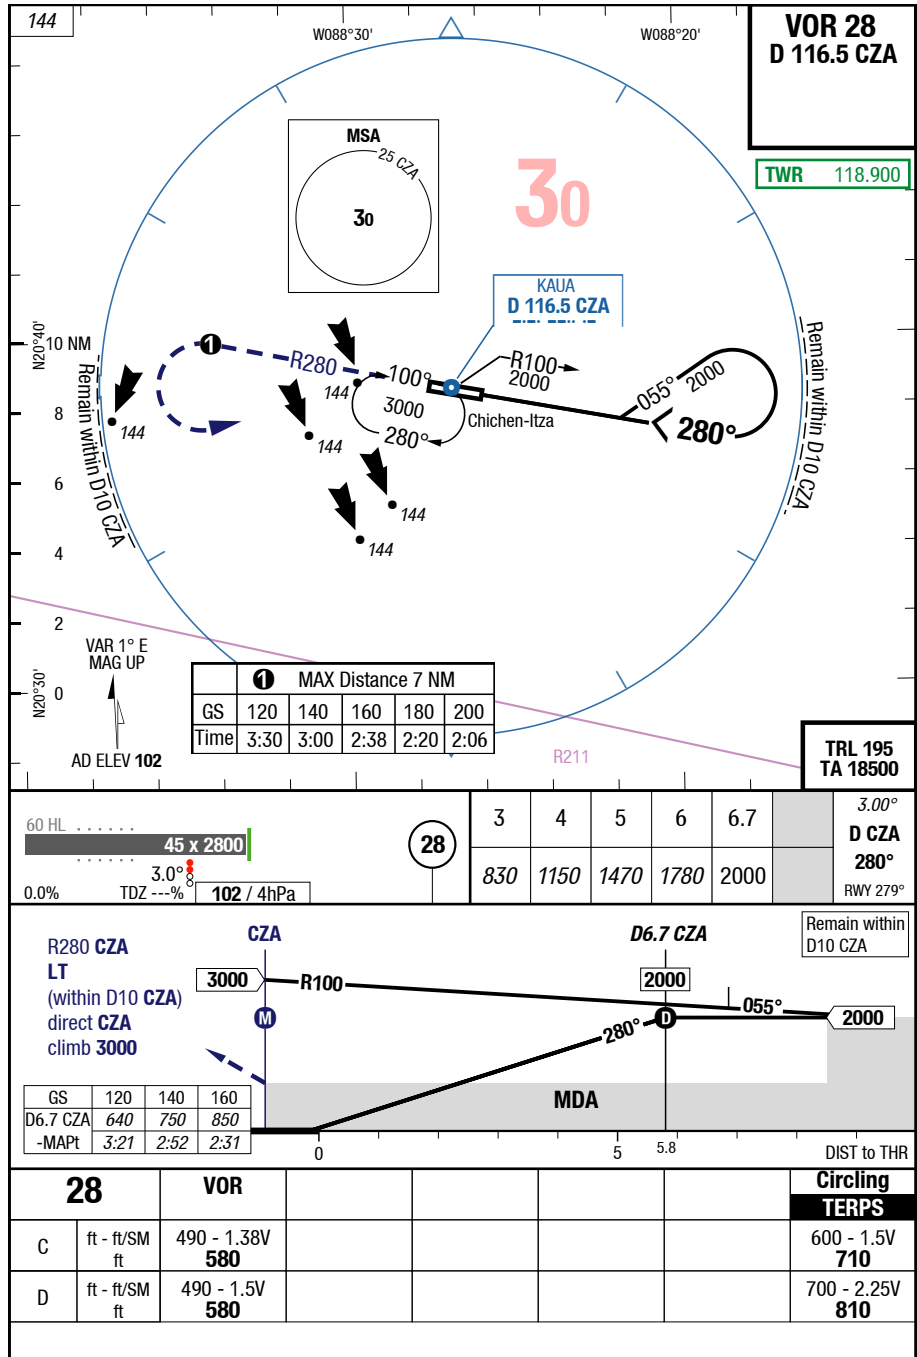 144
W088°30'
W088°20'
VOR 28
D 116.5 CZA
TWR 118.900
MSA
25 CZA
30
30
KAUA
D 116.5 CZA
N20°40'
10 NM
8
6
4
2
0
N20°30'
Remain within D10 CZA
Remain within D10 CZA
1
R280
100°
3000
280°
R100
2000
Chichen-Itza
055°
2000
280°
144
144
144
144
144
VAR 1° E
MAG UP
AD ELEV 102
1 MAX Distance 7 NM
GS 120 140 160 180 200
Time 3:30 3:00 2:38 2:20 2:06
R211
TRL 195
TA 18500
60 HL
45 x 2800
3.0°
0.0% TDZ ---% 102 / 4hPa
28
3 4 5 6 6.7
830 1150 1470 1780 2000
3.00°
D CZA
280°
RWY 279°
R280 CZA
LT
(within D10 CZA)
direct CZA
climb 3000
CZA
D6.7 CZA
Remain within
D10 CZA
3000
R100
2000
055°
2000
M
D
280°
MDA
GS 120 140 160
D6.7 CZA 640 750 850
-MAPt 3:21 2:52 2:31
0 5 5.8 DIST to THR
28 VOR Circling
TERPS
C ft - ft/SM 490 - 1.38V 600 - 1.5V
ft 580 710
D ft - ft/SM 490 - 1.5V 700 - 2.25V
ft 580 810